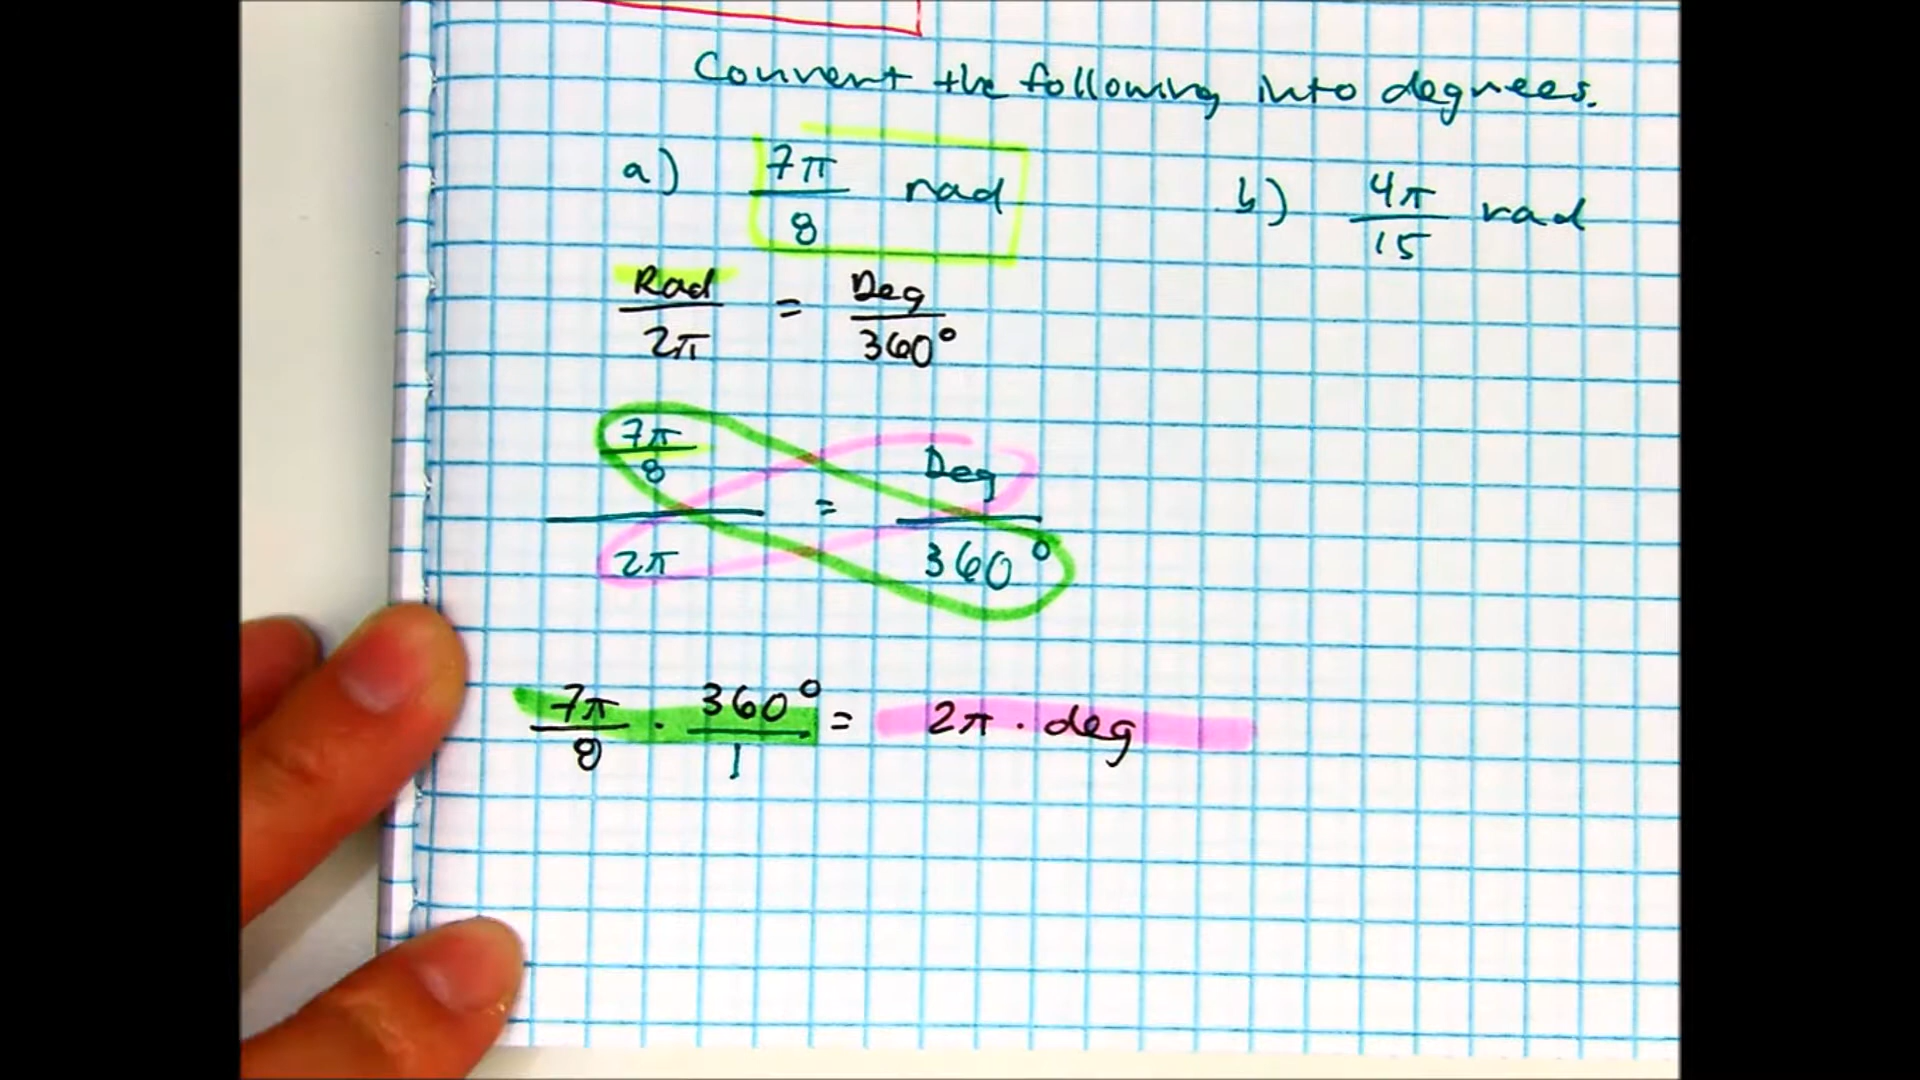 Convert the following into degrees.
a) 7π/8 rad
b) 4π/15 rad
Rad/2π = Deg/360°
7π/8 / 2π = Deg/360°
7π/8 · 360°/1 = 2π · deg